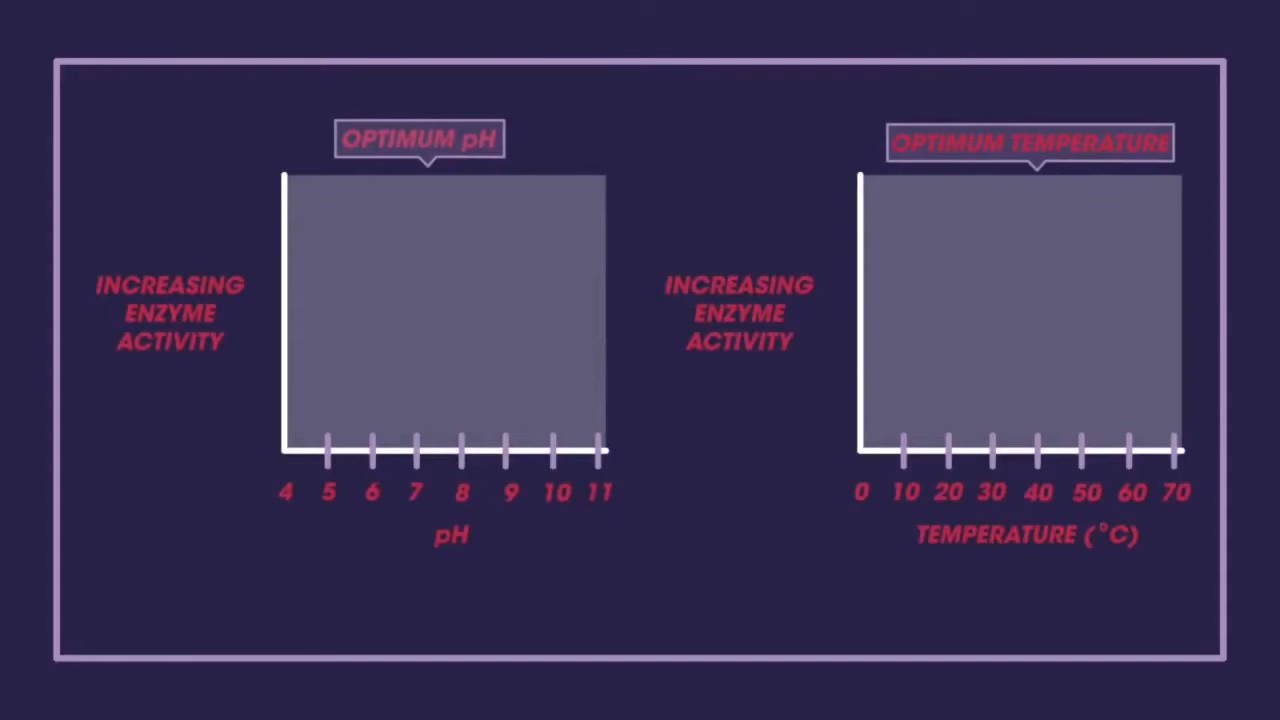 OPTIMUM pH
INCREASING
ENZYME
ACTIVITY
4 5 6 7 8 9 10 11
pH
OPTIMUM TEMPERATURE
INCREASING
ENZYME
ACTIVITY
0 10 20 30 40 50 60 70
TEMPERATURE (°C)